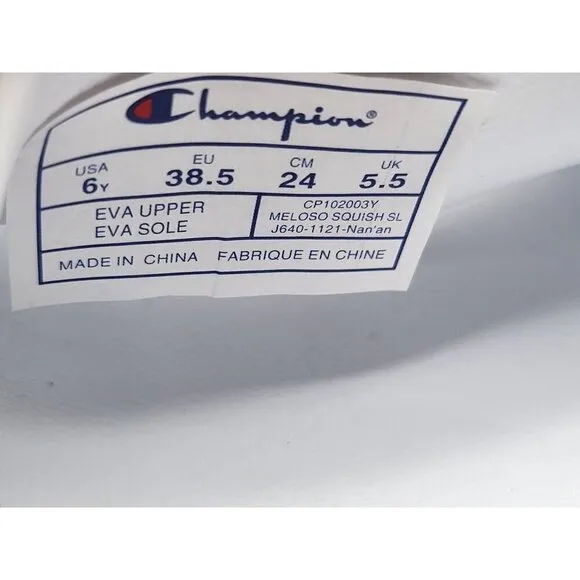 Champion®
USA EU CM UK
6Y 38.5 24 5.5
EVA UPPER
EVA SOLE
CP102003Y
MELOSO SQUISH SL
J640-1121-Nan'an
MADE IN CHINA FABRIQUE EN CHINE